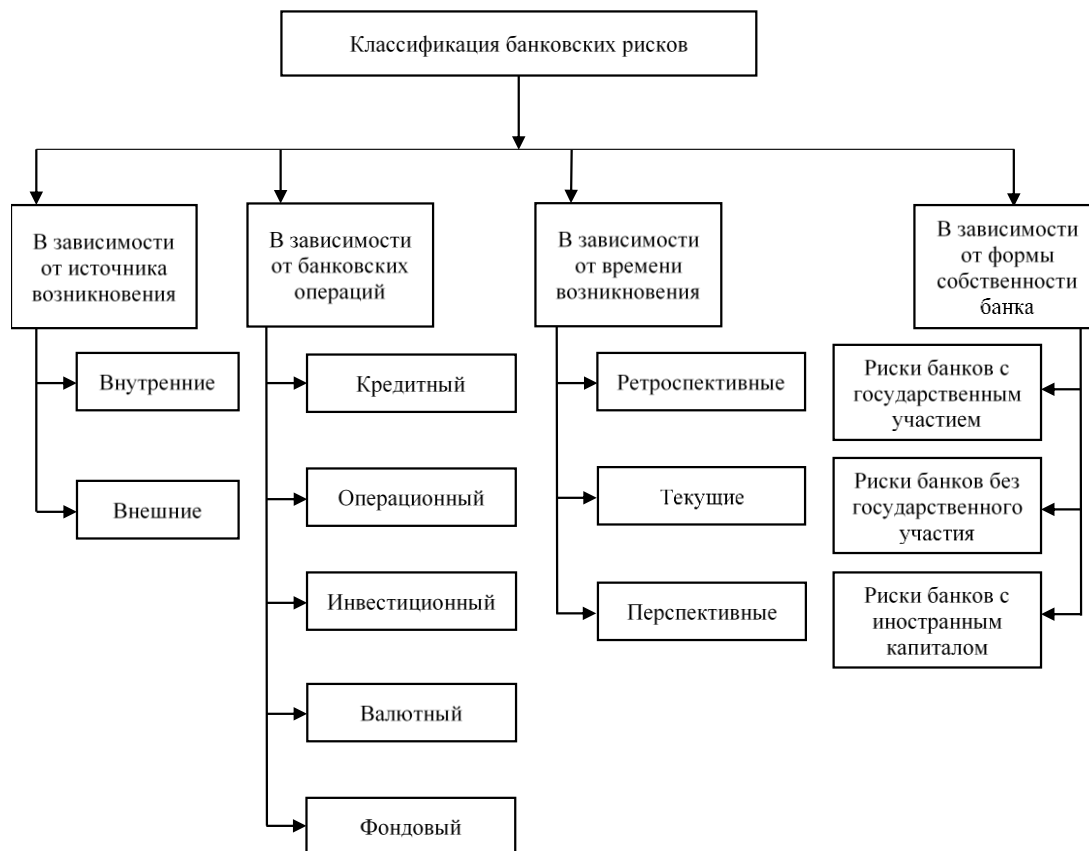 Классификация банковских рисков
В зависимости
от источника
возникновения
Внутренние
Внешние
В зависимости
от банковских
операций
Кредитный
Операционный
Инвестиционный
Валютный
Фондовый
В зависимости
от времени
возникновения
Ретроспективные
Текущие
Перспективные
В зависимости
от формы
собственности
банка
Риски банков с
государственным
участием
Риски банков без
государственного
участия
Риски банков с
иностранным
капиталом